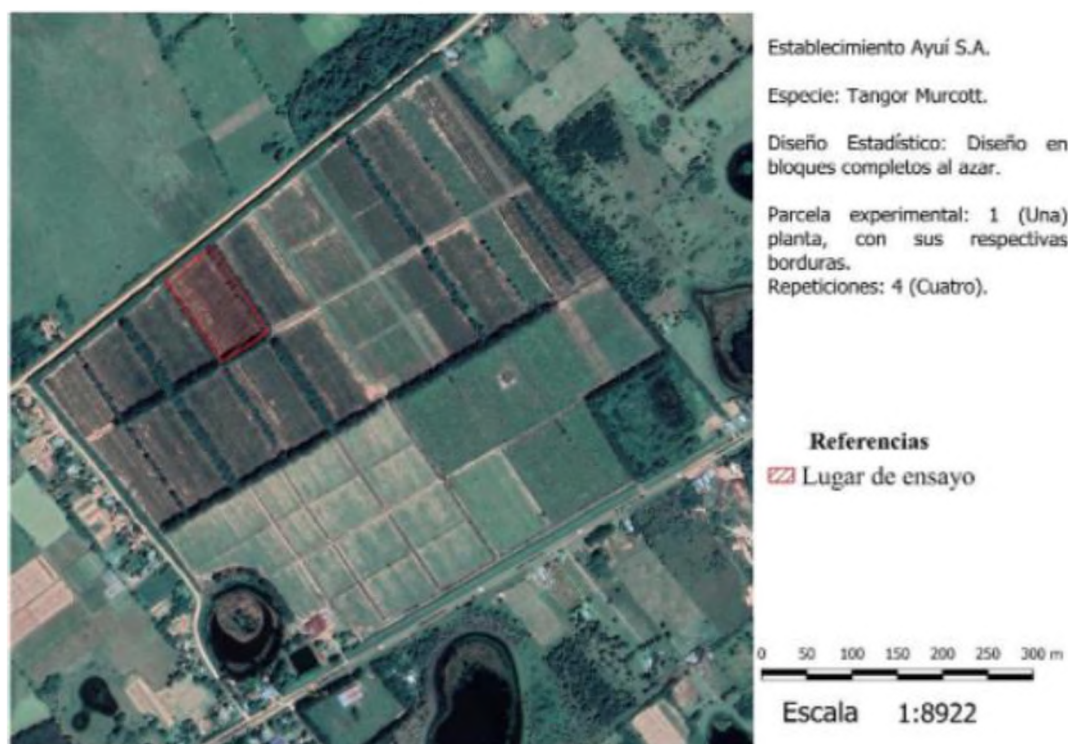 Establecimiento Ayuí S.A.
Especie: Tangor Murcott.
Diseño Estadístico: Diseño en
bloques completos al azar.
Parcela experimental: 1 (Una)
planta, con sus respectivas
borduras.
Repeticiones: 4 (Cuatro).
Referencias
Lugar de ensayo
0 50 100 150 200 250 300 m
Escala 1:8922